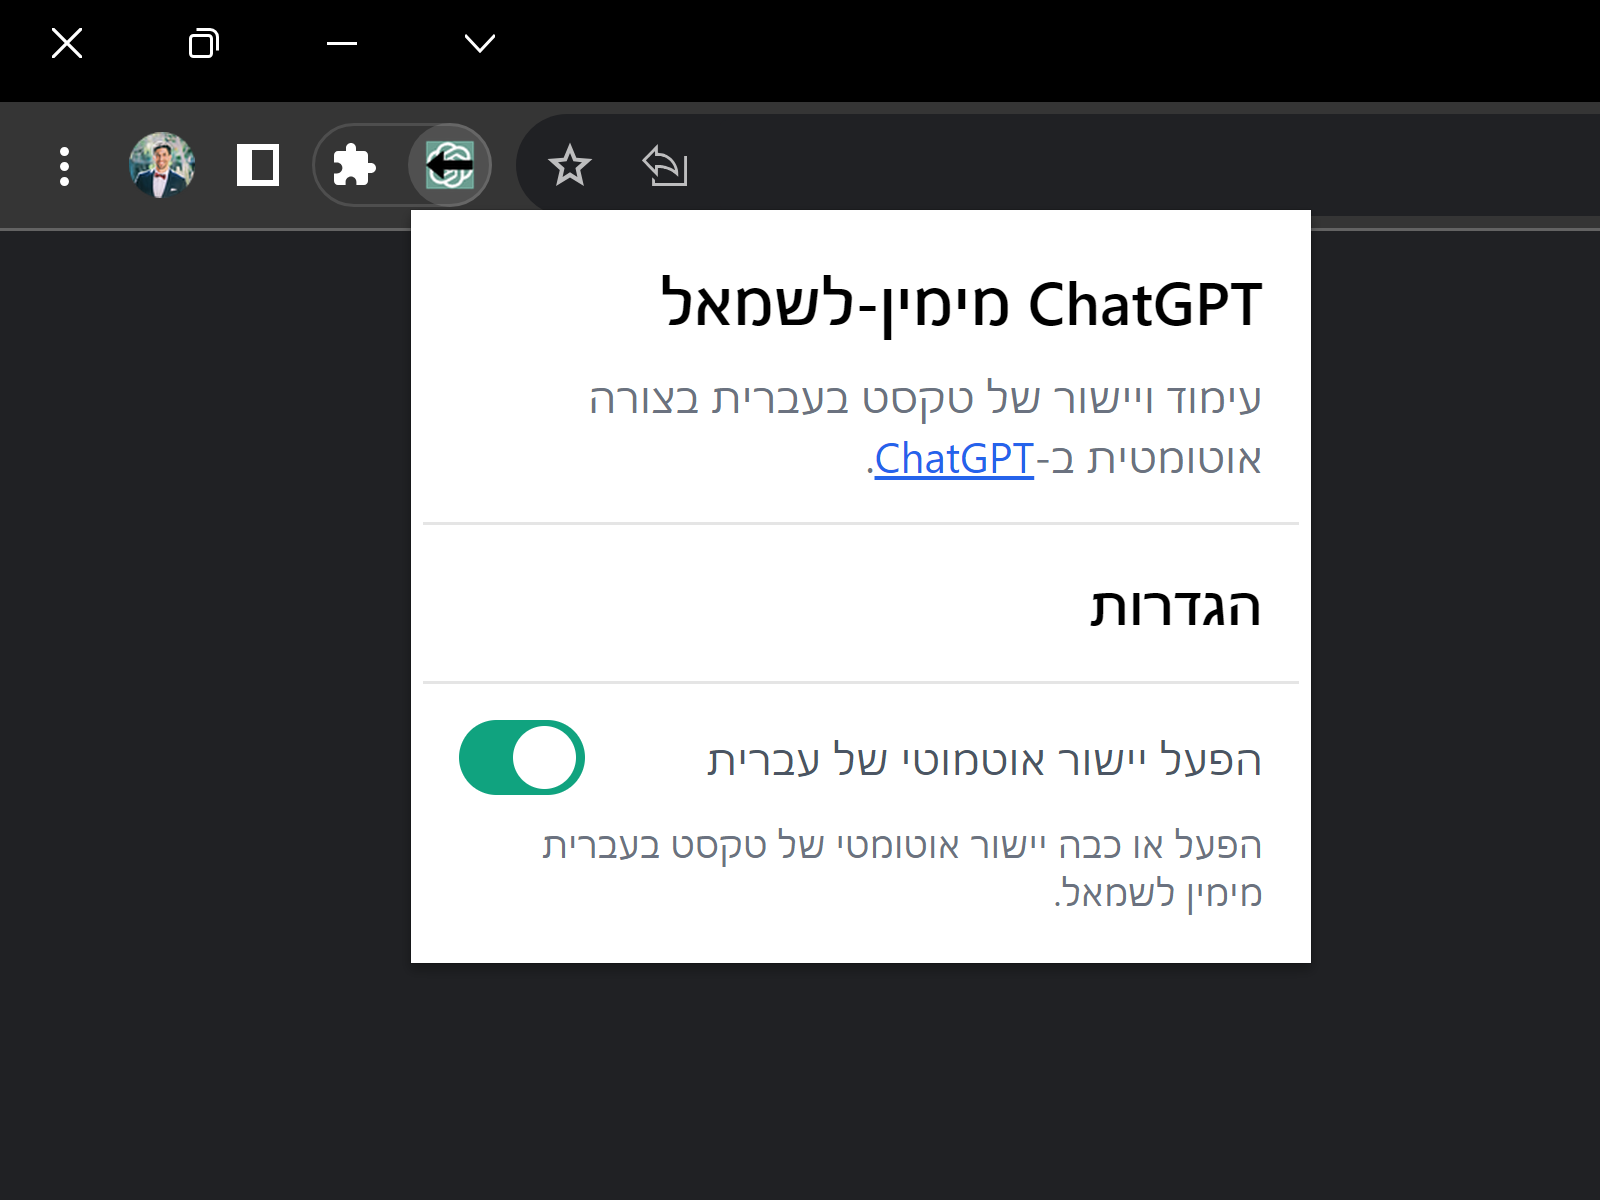 ChatGPT מימין-לשמאל
עימוד ויישור של טקסט בעברית בצורה
אוטומטית ב-ChatGPT.
הגדרות
הפעל יישור אוטמוטי של עברית
הפעל או כבה יישור אוטומטי של טקסט בעברית
מימין לשמאל.